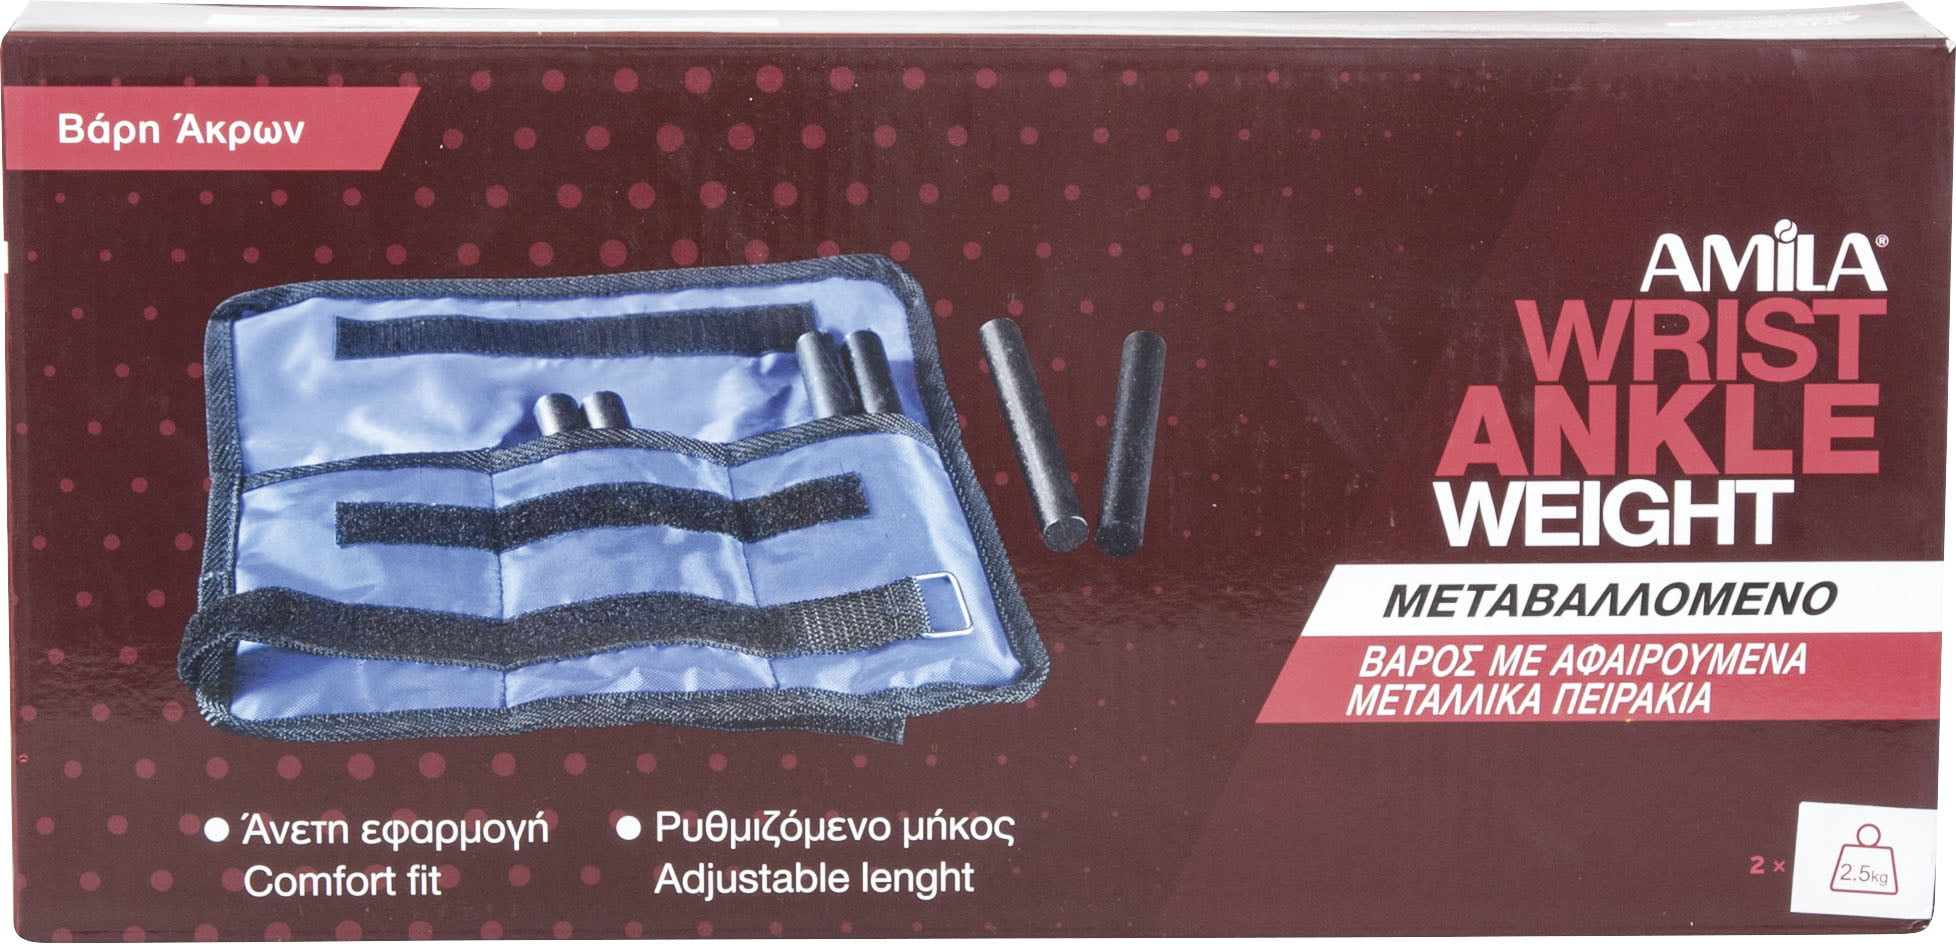 Βάρη Άκρων
AMiLA®
WRIST
ANKLE
WEIGHT
ΜΕΤΑΒΑΛΛΟΜΕΝΟ
ΒΑΡΟΣ ΜΕ ΑΦΑΙΡΟΥΜΕΝΑ
ΜΕΤΑΛΛΙΚΑ ΠΕΙΡΑΚΙΑ
● Άνετη εφαρμογή
Comfort fit
● Ρυθμιζόμενο μήκος
Adjustable lenght
2 × 2.5kg